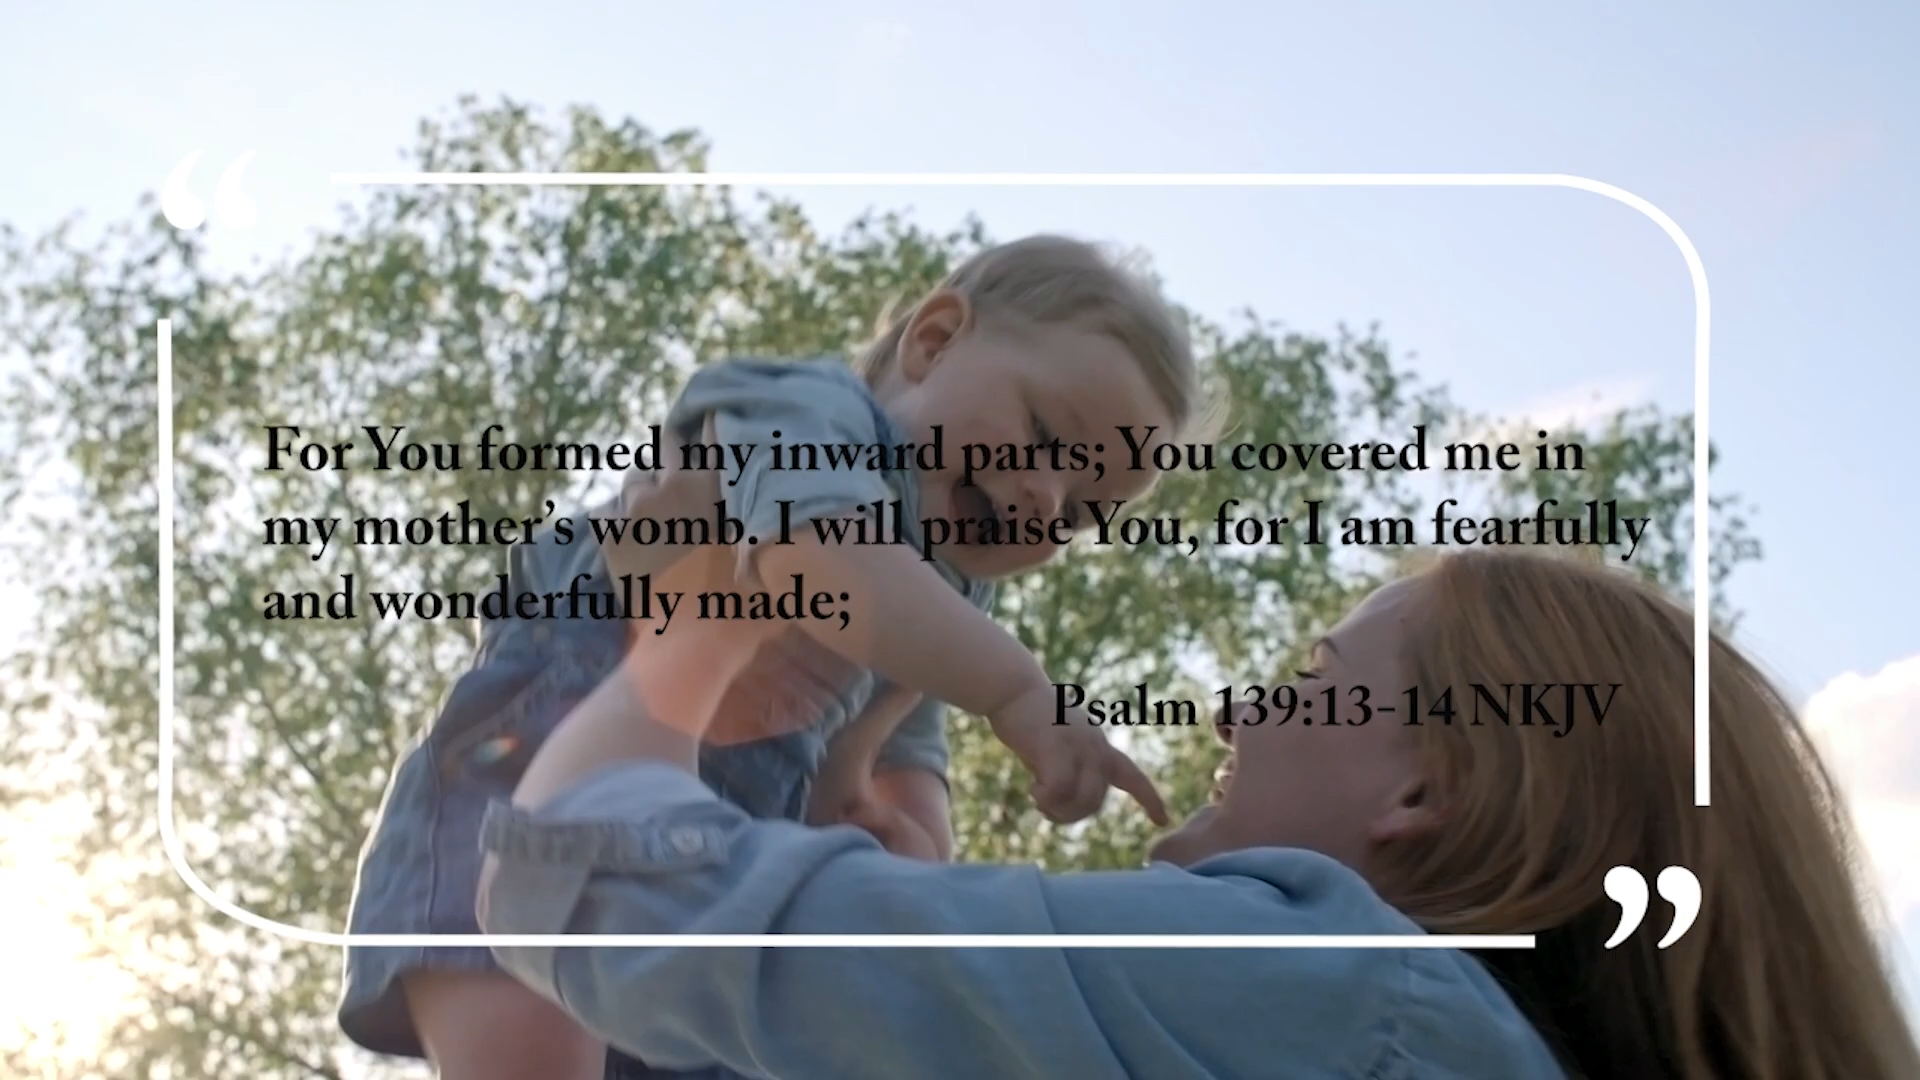 “
For You formed my inward parts; You covered me in
my mother’s womb. I will praise You, for I am fearfully
and wonderfully made;
Psalm 139:13-14 NKJV
”